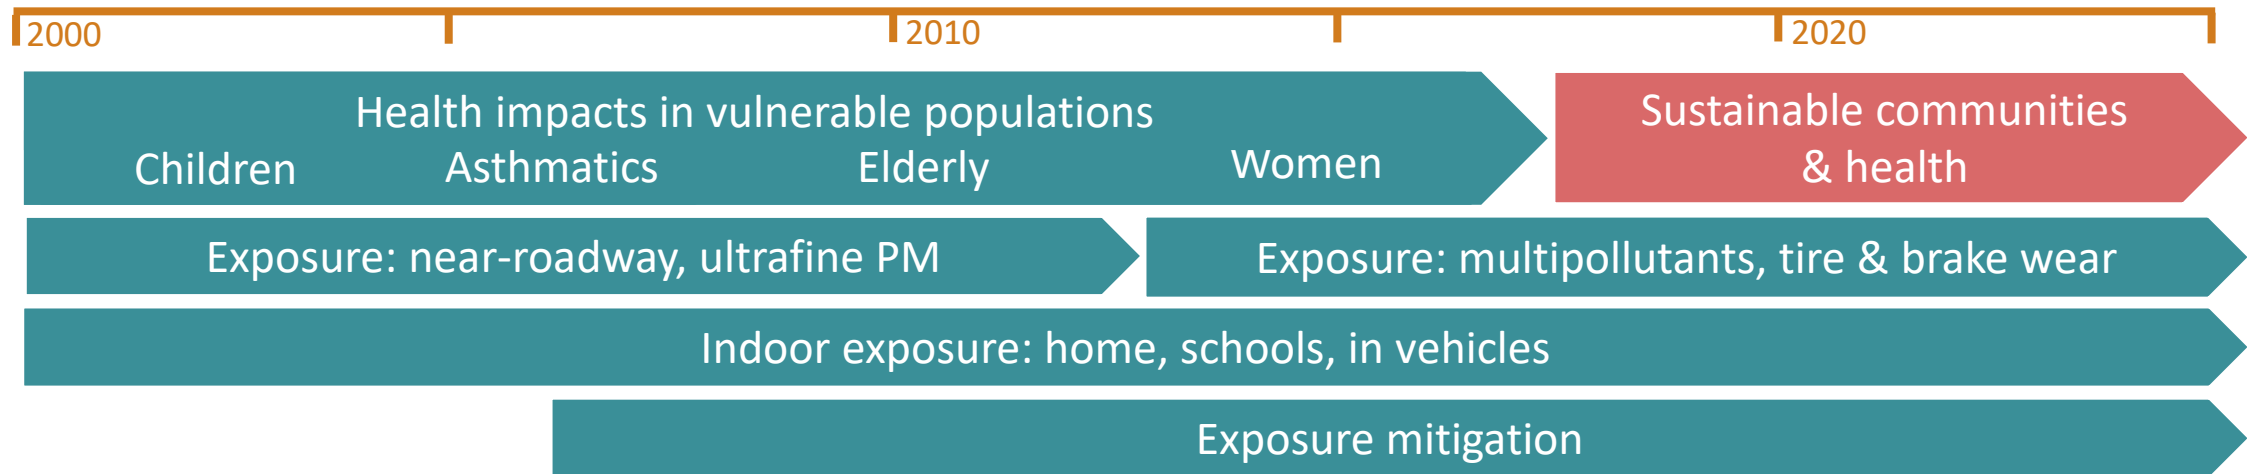 2000 2010 2020
Health impacts in vulnerable populations
Children Asthmatics Elderly Women
Sustainable communities
& health
Exposure: near-roadway, ultrafine PM
Exposure: multipollutants, tire & brake wear
Indoor exposure: home, schools, in vehicles
Exposure mitigation